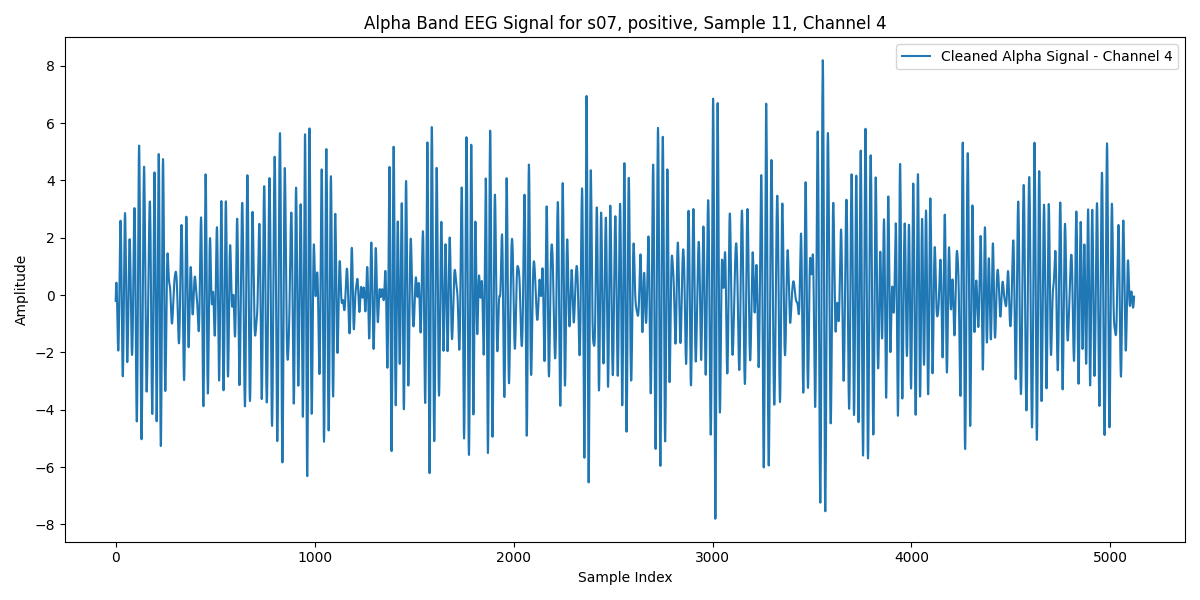 Alpha Band EEG Signal for s07, positive, Sample 11, Channel 4
Cleaned Alpha Signal - Channel 4
8
6
4
2
0
−2
−4
−6
−8
Amplitude
0 1000 2000 3000 4000 5000
Sample Index